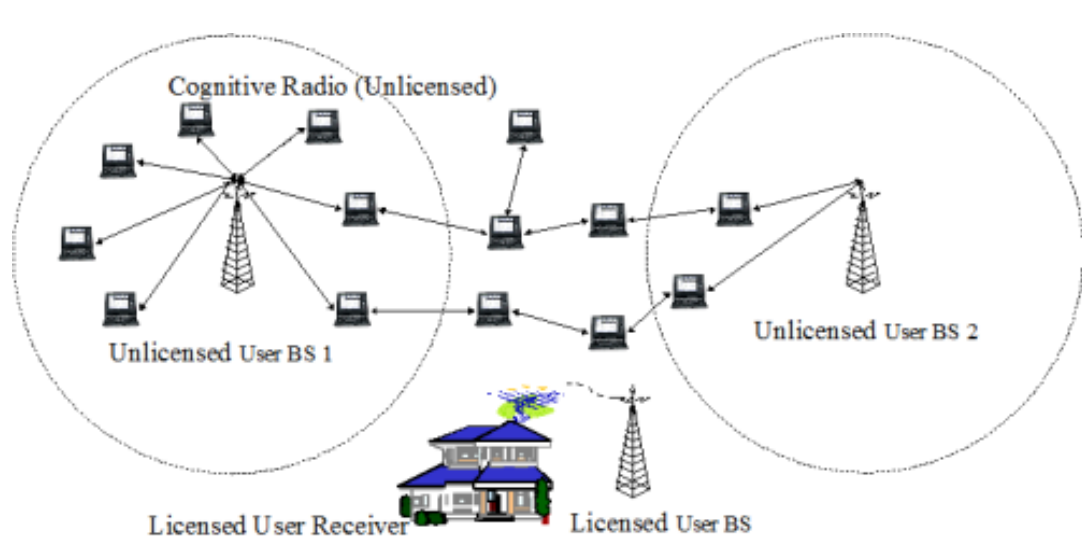 Cognitive Radio (Unlicensed)
Unlicensed User BS 1
Unlicensed User BS 2
Licensed User Receiver
Licensed User BS